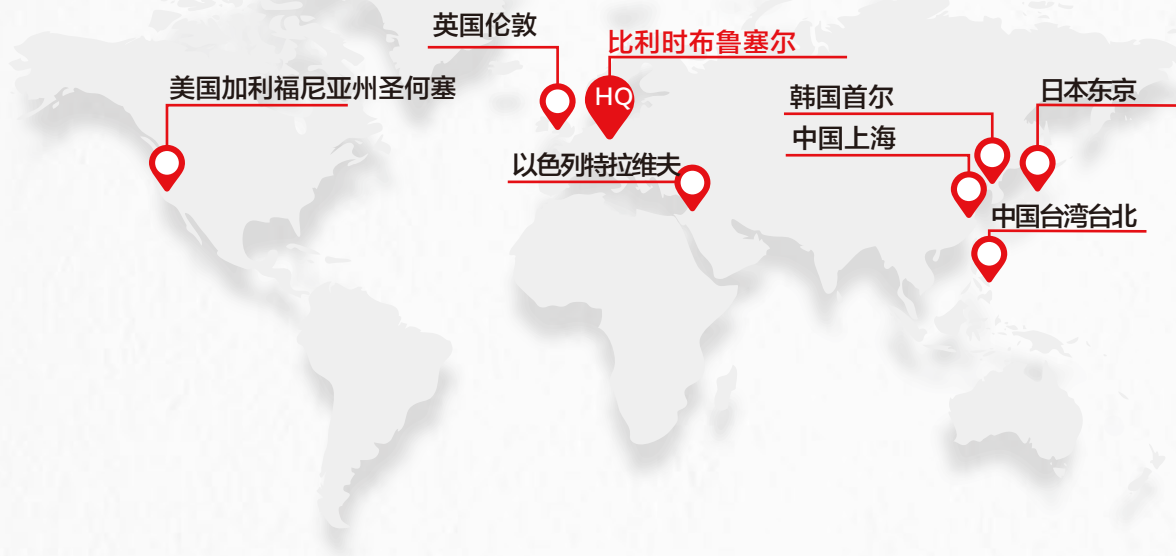 英国伦敦
比利时布鲁塞尔
美国加利福尼亚州圣何塞
HQ
韩国首尔
日本东京
中国上海
以色列特拉维夫
中国台湾台北